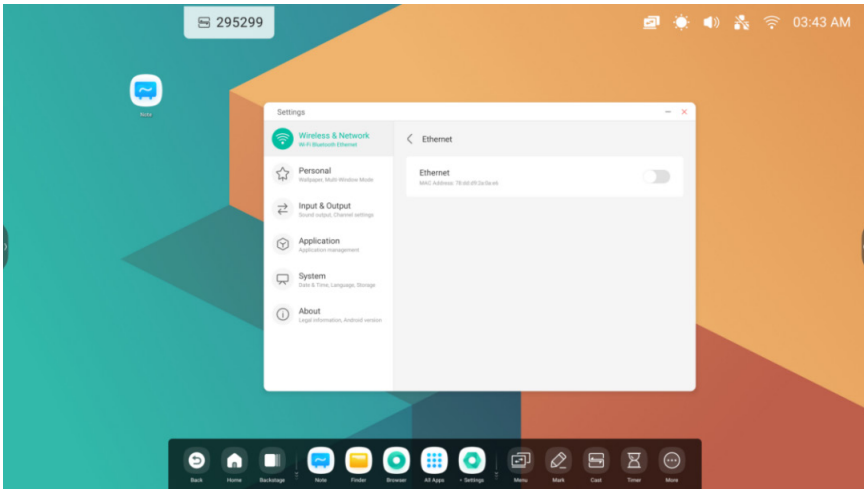 295299
03:43 AM
Note
Settings
Wireless & Network
Wi-Fi Bluetooth Ethernet
Ethernet
Personal
Wallpaper, Multi-Window Mode
Ethernet
Input & Output
Sound output, Channel settings
Application
Application management
System
Date & Time, Language, Storage
About
Legal information, Android version
Back
Home
Backstage
Note
Finder
Browser
All Apps
• Settings
Menu
Mark
Cast
Timer
More